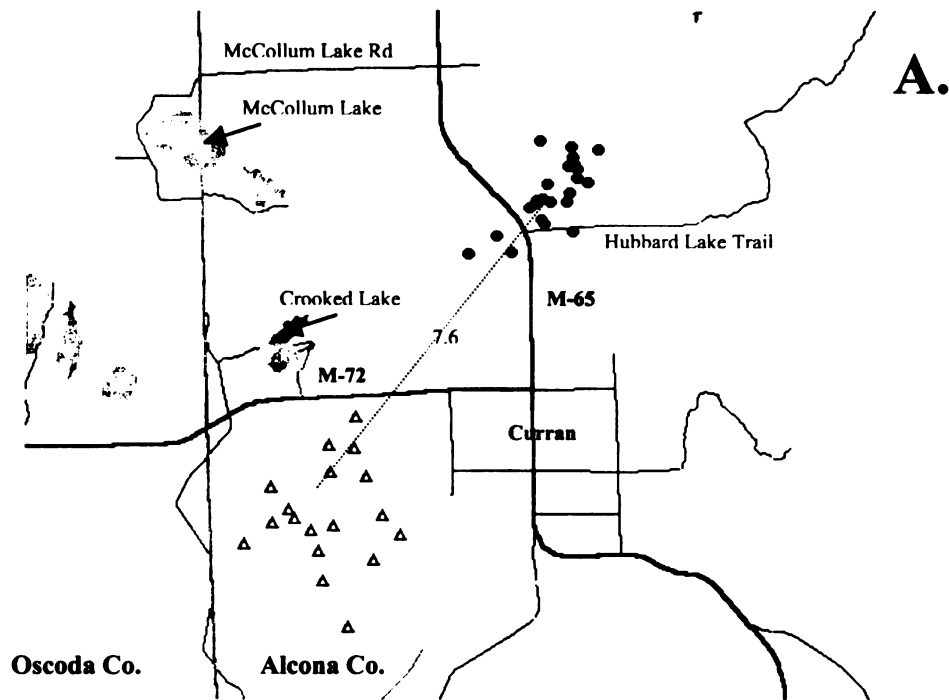 McCollum Lake Rd
A.
McCollum Lake
Hubbard Lake Trail
Crooked Lake
M-65
7.6
M-72
Curran
Oscoda Co.
Alcona Co.